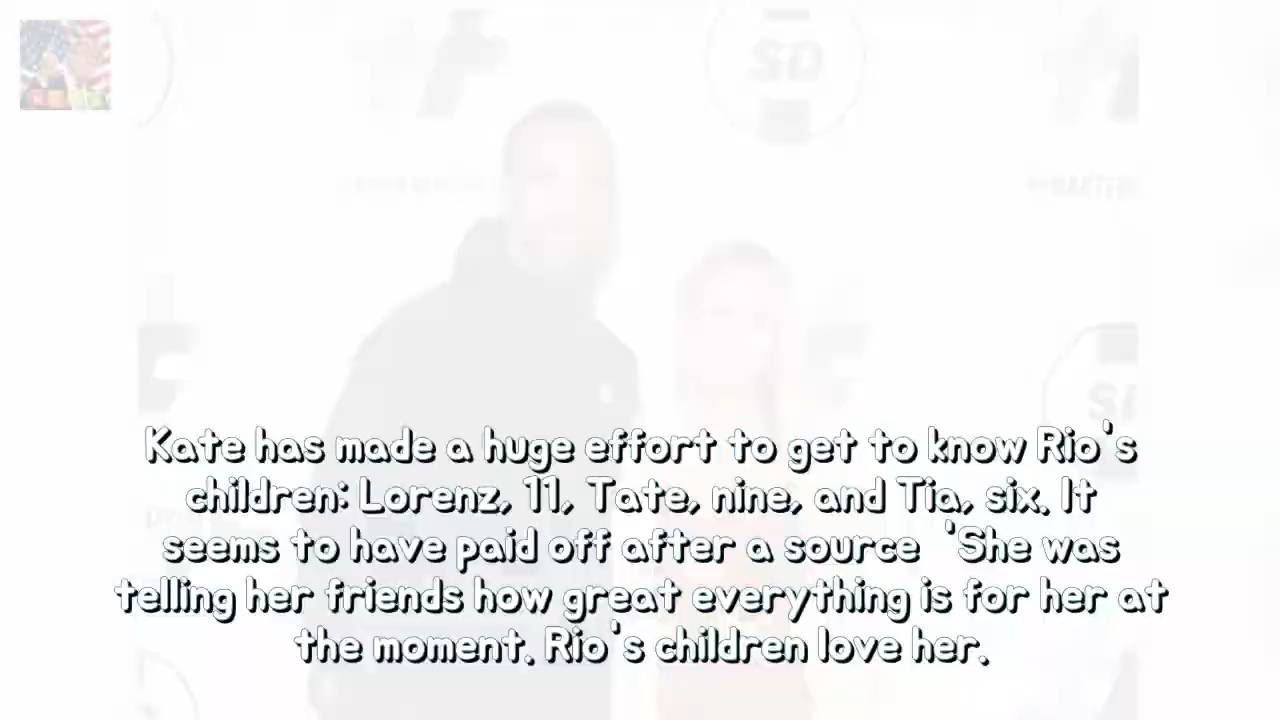 SD
Kate has made a huge effort to get to know Rio's
children: Lorenz, 11, Tate, nine, and Tia, six. It
seems to have paid off after a source 'She was
telling her friends how great everything is for her at
the moment. Rio's children love her.